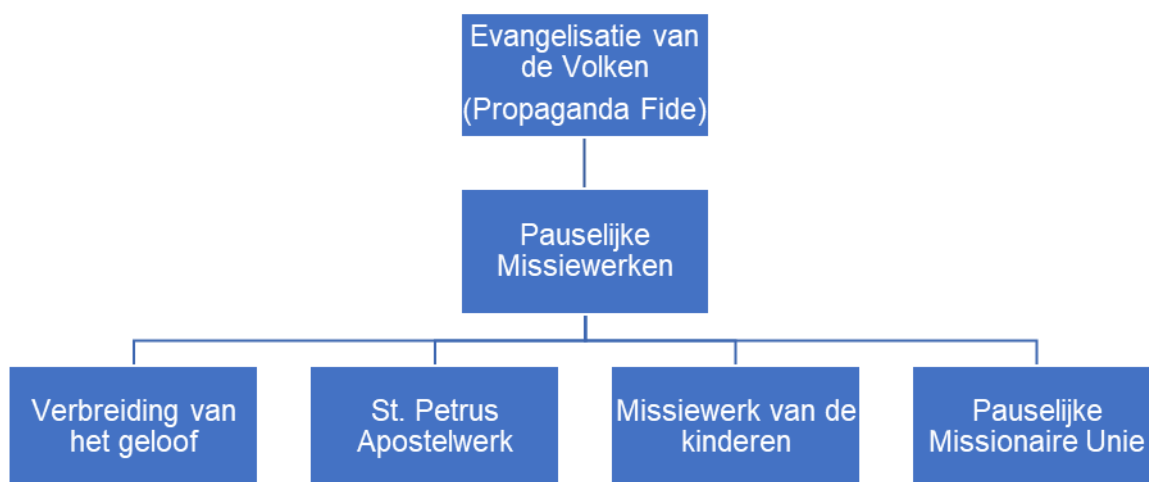 Evangelisatie van
de Volken
(Propaganda Fide)
Pauselijke
Missiewerken
Verbreiding van
het geloof
St. Petrus
Apostelwerk
Missiewerk van de
kinderen
Pauselijke
Missionaire Unie